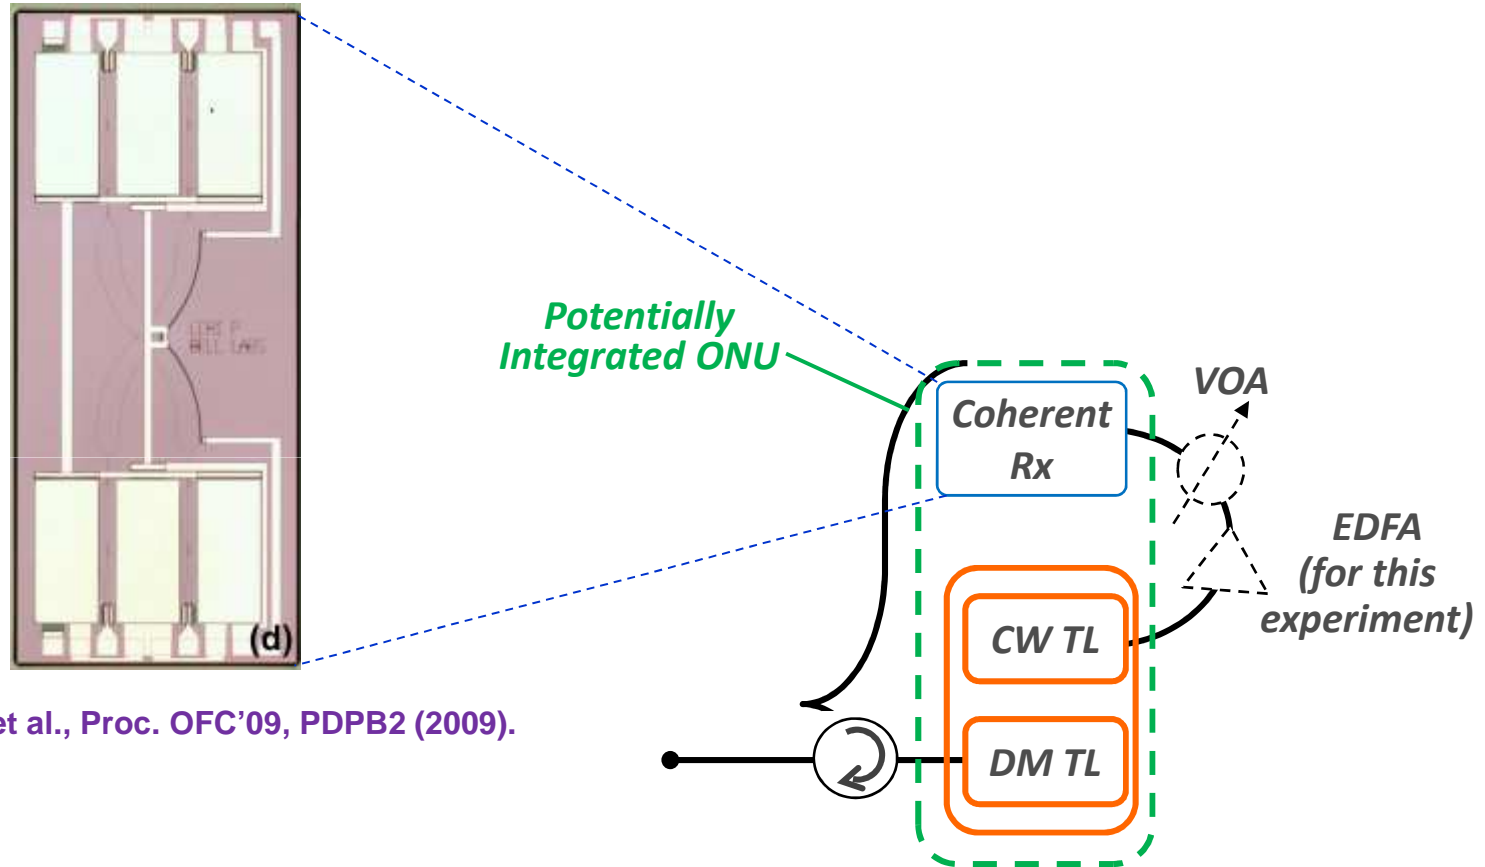 (d)
et al., Proc. OFC’09, PDPB2 (2009).
Potentially
Integrated ONU
Coherent
Rx
VOA
EDFA
(for this
experiment)
CW TL
DM TL